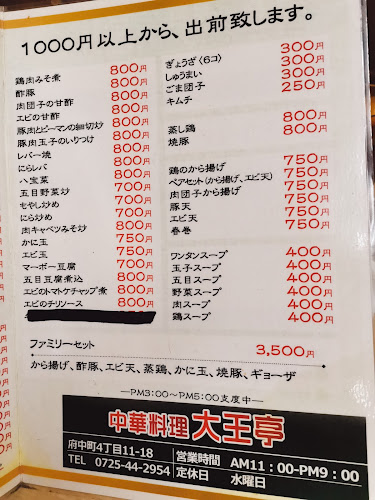 1000円以上から、出前致します。
鶏肉みそ煮 800円
酢豚 800円
肉団子の甘酢 800円
エビの甘酢 800円
豚肉とピーマンの細切炒 800円
豚肉玉子のいりつけ 800円
レバー焼 800円
にらレバ 800円
八宝菜 800円
五目野菜炒 700円
もやし炒め 700円
にら炒め 700円
肉キャベツみそ炒 700円
かに玉 750円
エビ玉 750円
マーボー豆腐 700円
五目豆腐煮込 800円
エビのトマトケチャップ煮 800円
エビのチリソース 800円
ぎょうざ〈6コ〉 300円
しゅうまい 300円
ごま団子 250円
キムチ
蒸し鶏 800円
焼豚 800円
鶏のから揚げ 750円
ペアセット(から揚げ、エビ天) 750円
肉団子から揚げ 750円
豚天 750円
エビ天 750円
春巻 750円
ワンタンスープ 400円
玉子スープ 400円
五目スープ 400円
野菜スープ 400円
肉スープ 400円
鶏スープ 400円
ファミリーセット 3,500円
から揚げ、酢豚、エビ天、蒸鶏、かに玉、焼豚、ギョーザ
―PM3:00～PM5:00支度中―
中華料理 大王亭
府中町4丁目11-18
TEL 0725-44-2954
営業時間 AM11：00-PM9：00
定休日 水曜日